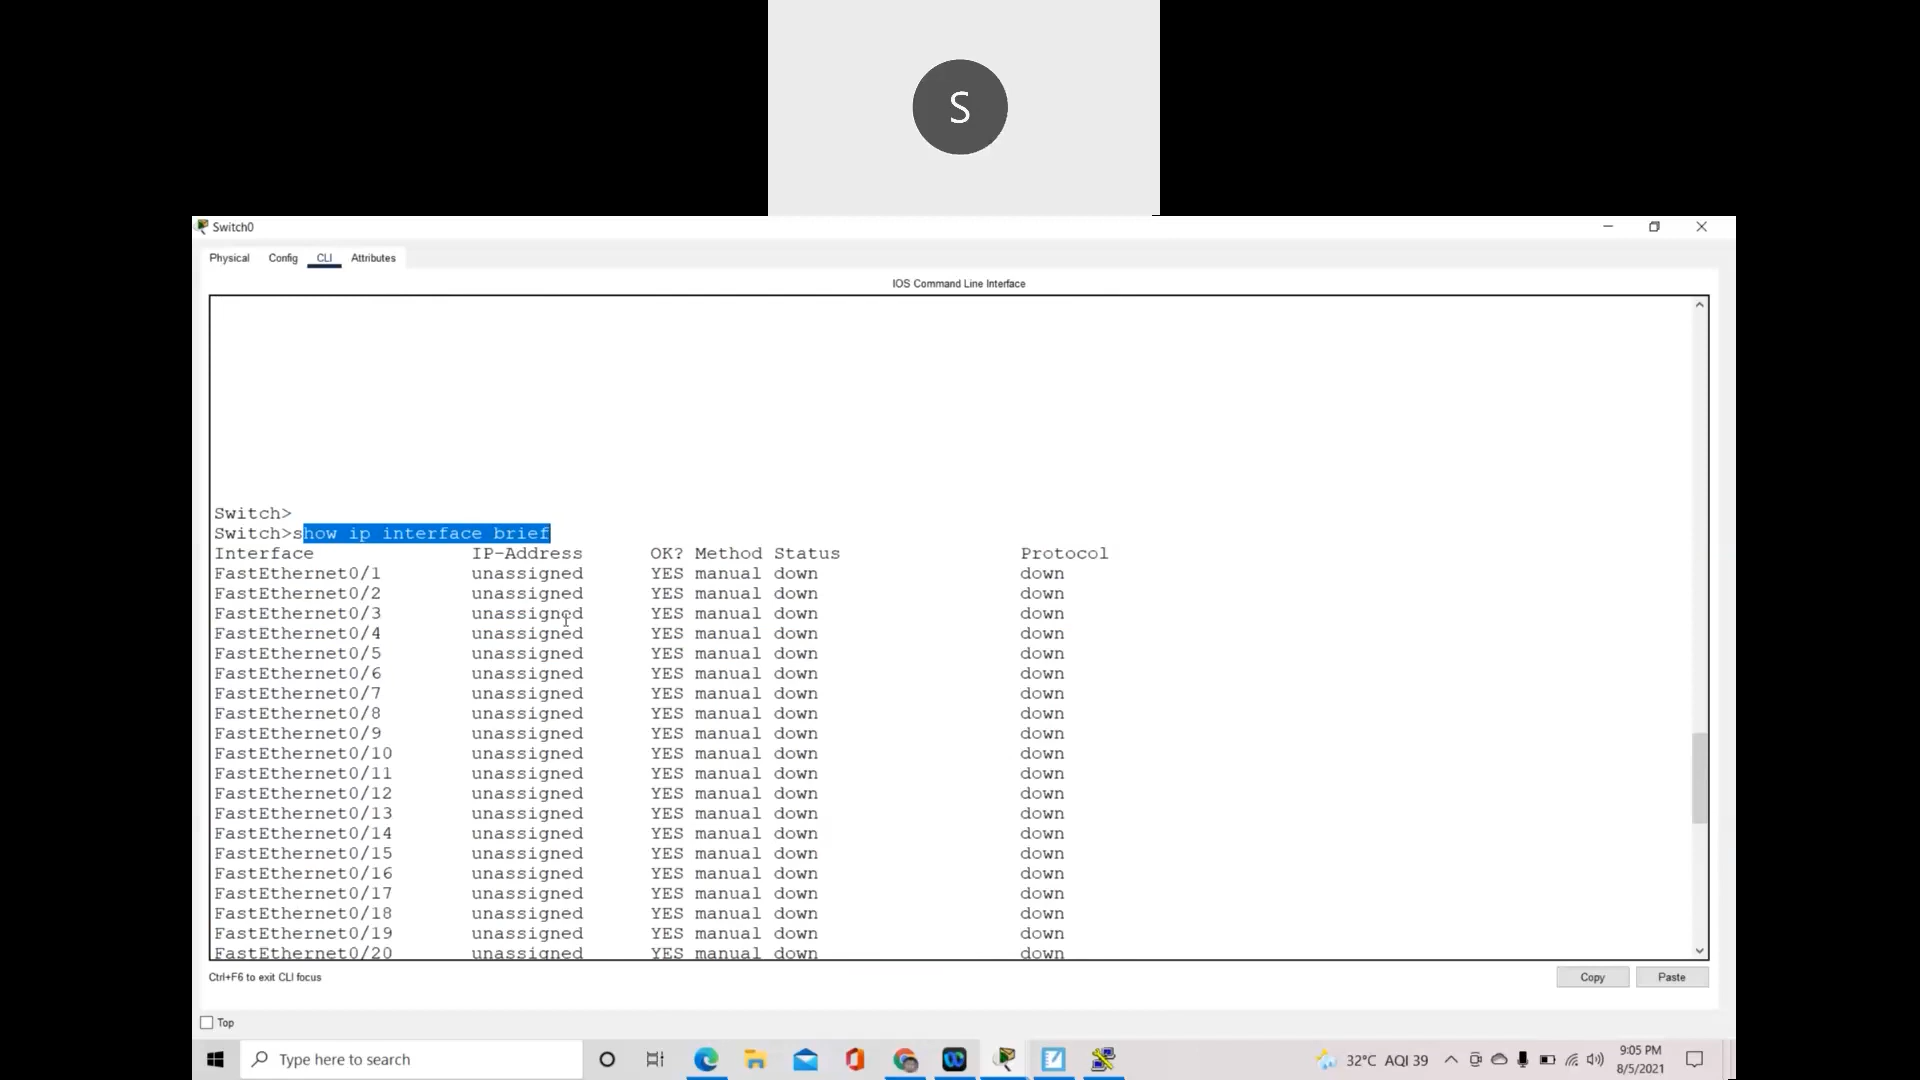 S
Switch0
Physical Config CLI Attributes
IOS Command Line Interface
Switch>
Switch>show ip interface brief
Interface IP-Address OK? Method Status Protocol
FastEthernet0/1 unassigned YES manual down down
FastEthernet0/2 unassigned YES manual down down
FastEthernet0/3 unassigned YES manual down down
FastEthernet0/4 unassigned YES manual down down
FastEthernet0/5 unassigned YES manual down down
FastEthernet0/6 unassigned YES manual down down
FastEthernet0/7 unassigned YES manual down down
FastEthernet0/8 unassigned YES manual down down
FastEthernet0/9 unassigned YES manual down down
FastEthernet0/10 unassigned YES manual down down
FastEthernet0/11 unassigned YES manual down down
FastEthernet0/12 unassigned YES manual down down
FastEthernet0/13 unassigned YES manual down down
FastEthernet0/14 unassigned YES manual down down
FastEthernet0/15 unassigned YES manual down down
FastEthernet0/16 unassigned YES manual down down
FastEthernet0/17 unassigned YES manual down down
FastEthernet0/18 unassigned YES manual down down
FastEthernet0/19 unassigned YES manual down down
FastEthernet0/20 unassigned YES manual down down
Ctrl+F6 to exit CLI focus
Copy Paste
Top
Type here to search
32°C AQI 39
9:05 PM
8/5/2021